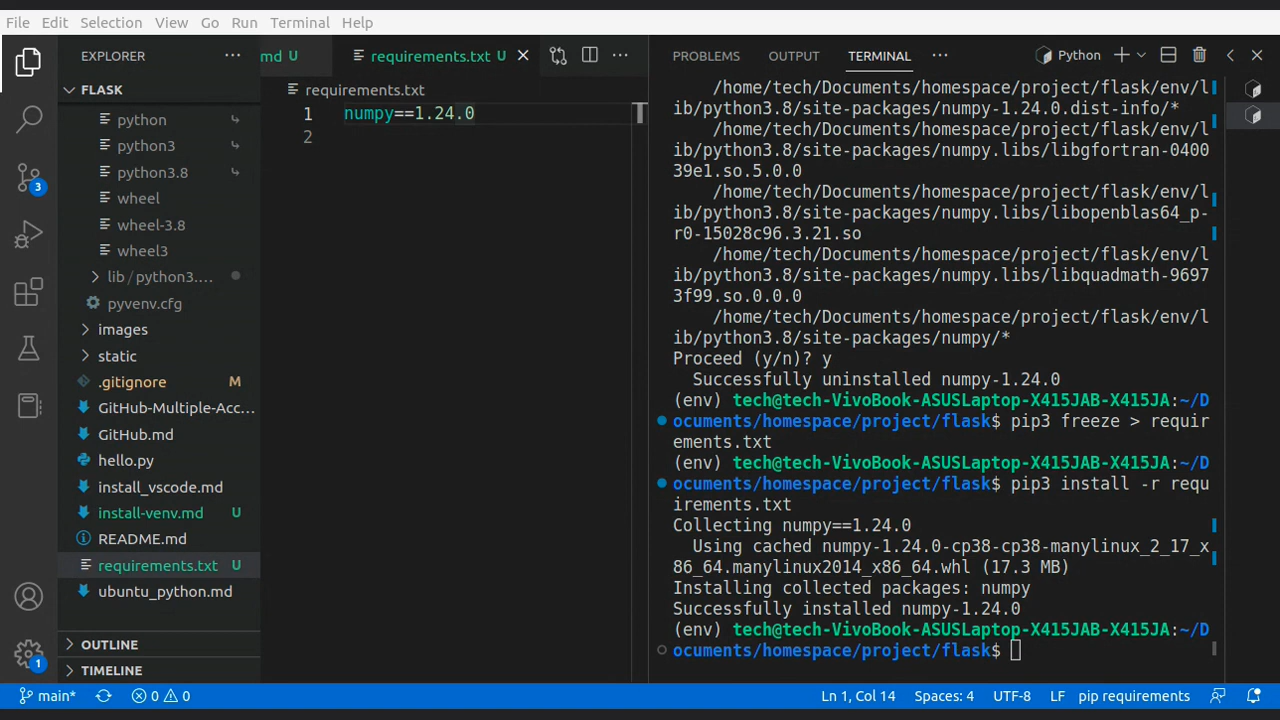 File Edit Selection View Go Run Terminal Help
EXPLORER
FLASK
python
python3
python3.8
wheel
wheel-3.8
wheel3
lib / python3....
pyvenv.cfg
images
static
.gitignore M
GitHub-Multiple-Acc...
GitHub.md
hello.py
install_vscode.md
install-venv.md U
README.md
requirements.txt U
ubuntu_python.md
OUTLINE
TIMELINE
3
1
md U requirements.txt U
requirements.txt
1 numpy==1.24.0
2
PROBLEMS OUTPUT TERMINAL Python
/home/tech/Documents/homespace/project/flask/env/l
ib/python3.8/site-packages/numpy-1.24.0.dist-info/*
/home/tech/Documents/homespace/project/flask/env/l
ib/python3.8/site-packages/numpy.libs/libgfortran-0400
39e1.so.5.0.0
/home/tech/Documents/homespace/project/flask/env/l
ib/python3.8/site-packages/numpy.libs/libopenblas64_p-
r0-15028c96.3.21.so
/home/tech/Documents/homespace/project/flask/env/l
ib/python3.8/site-packages/numpy.libs/libquadmath-9697
3f99.so.0.0.0
/home/tech/Documents/homespace/project/flask/env/l
ib/python3.8/site-packages/numpy/*
Proceed (y/n)? y
Successfully uninstalled numpy-1.24.0
(env) tech@tech-VivoBook-ASUSLaptop-X415JAB-X415JA:~/D
ocuments/homespace/project/flask$ pip3 freeze > requir
ements.txt
(env) tech@tech-VivoBook-ASUSLaptop-X415JAB-X415JA:~/D
ocuments/homespace/project/flask$ pip3 install -r requ
irements.txt
Collecting numpy==1.24.0
Using cached numpy-1.24.0-cp38-cp38-manylinux_2_17_x
86_64.manylinux2014_x86_64.whl (17.3 MB)
Installing collected packages: numpy
Successfully installed numpy-1.24.0
(env) tech@tech-VivoBook-ASUSLaptop-X415JAB-X415JA:~/D
ocuments/homespace/project/flask$
main* 0 0 Ln 1, Col 14 Spaces: 4 UTF-8 LF pip requirements